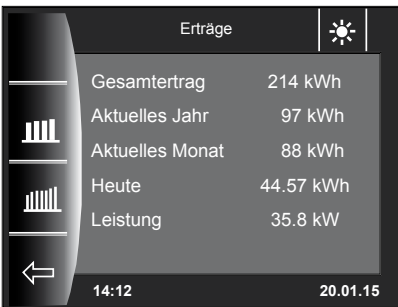 Erträge
Gesamtertrag 214 kWh
Aktuelles Jahr 97 kWh
Aktuelles Monat 88 kWh
Heute 44.57 kWh
Leistung 35.8 kW
14:12 20.01.15